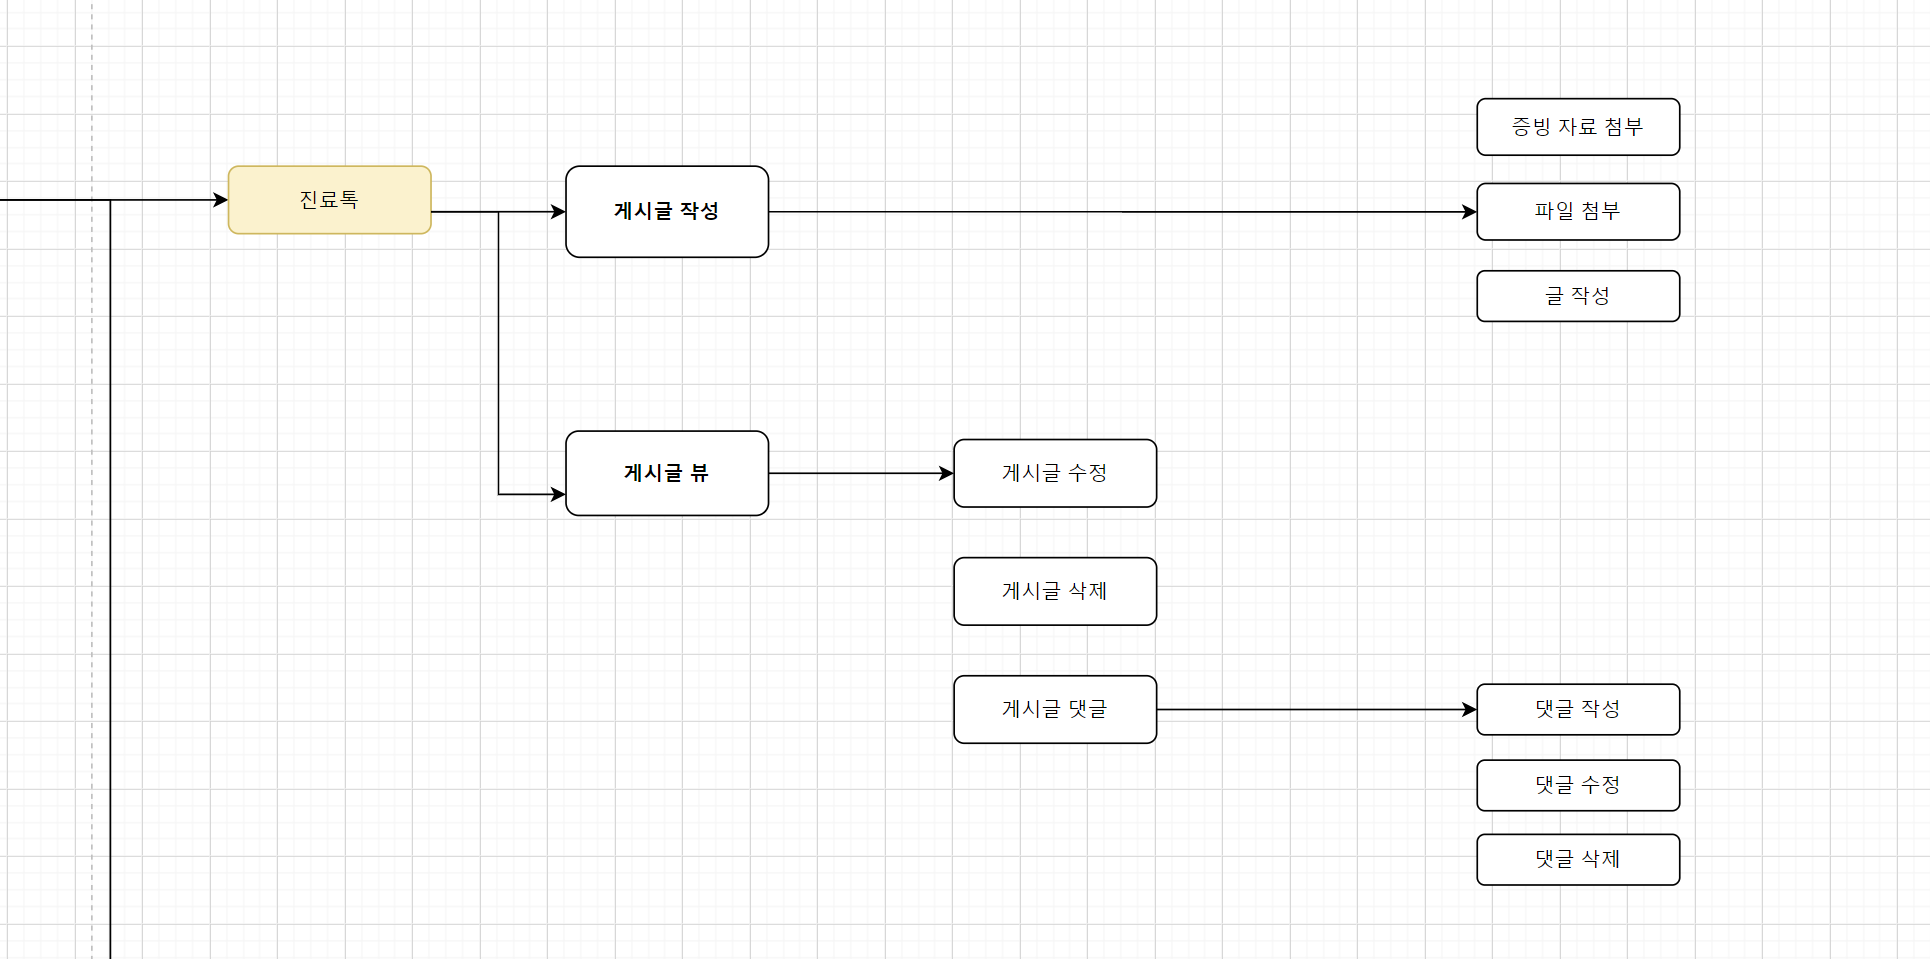 증빙 자료 첨부
진료톡
게시글 작성
파일 첨부
글 작성
게시글 뷰
게시글 수정
게시글 삭제
게시글 댓글
댓글 작성
댓글 수정
댓글 삭제